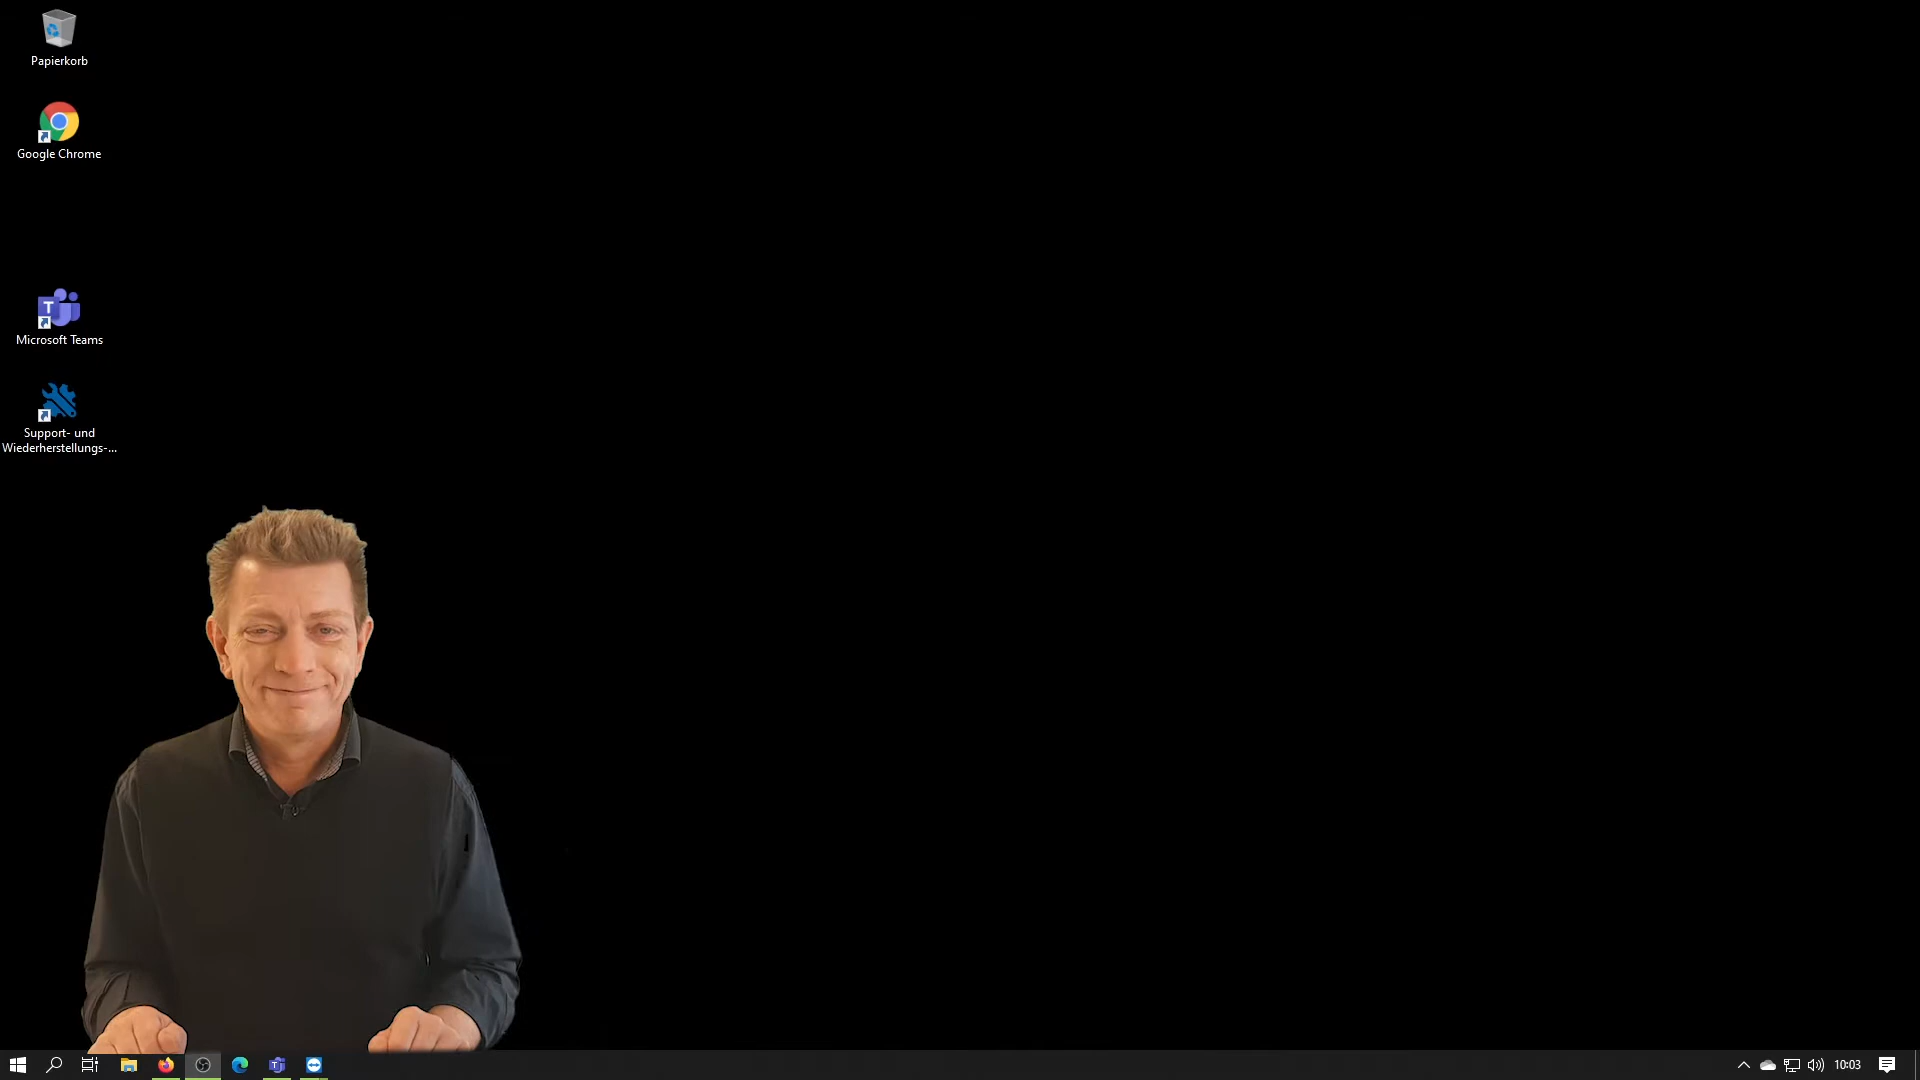 Papierkorb
Google Chrome
Microsoft Teams
Support- und
Wiederherstellungs-...
10:03